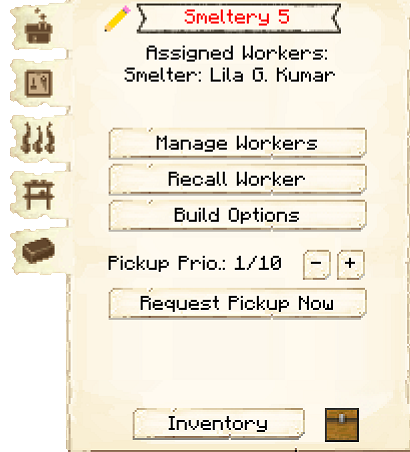 Smeltery 5
Assigned Workers:
Smelter: Lila G. Kumar
Manage Workers
Recall Worker
Build Options
Pickup Prio.: 1/10 - +
Request Pickup Now
Inventory